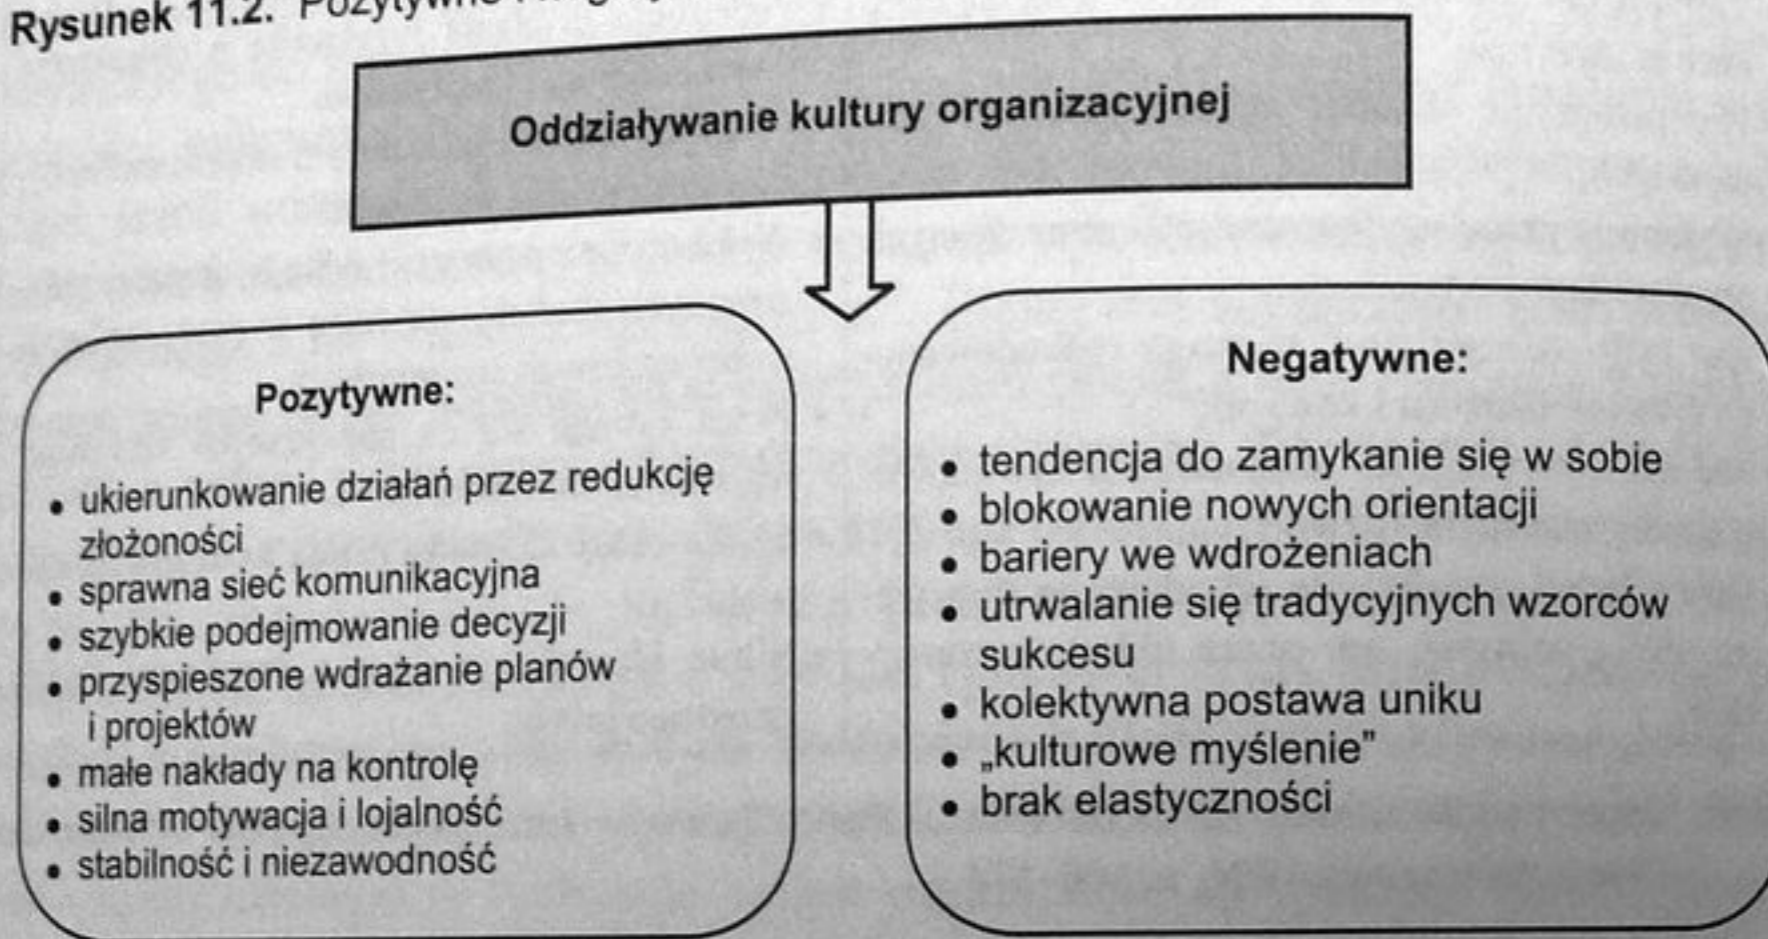 Rysunek 11.2. Pozytywne i
Oddziaływanie kultury organizacyjnej
Pozytywne:
• ukierunkowanie działań przez redukcję
złożoności
• sprawna sieć komunikacyjna
• szybkie podejmowanie decyzji
• przyspieszone wdrażanie planów
i projektów
• małe nakłady na kontrolę
• silna motywacja i lojalność
• stabilność i niezawodność
Negatywne:
• tendencja do zamykanie się w sobie
• blokowanie nowych orientacji
• bariery we wdrożeniach
• utrwalanie się tradycyjnych wzorców
sukcesu
• kolektywna postawa uniku
• „kulturowe myślenie”
• brak elastyczności